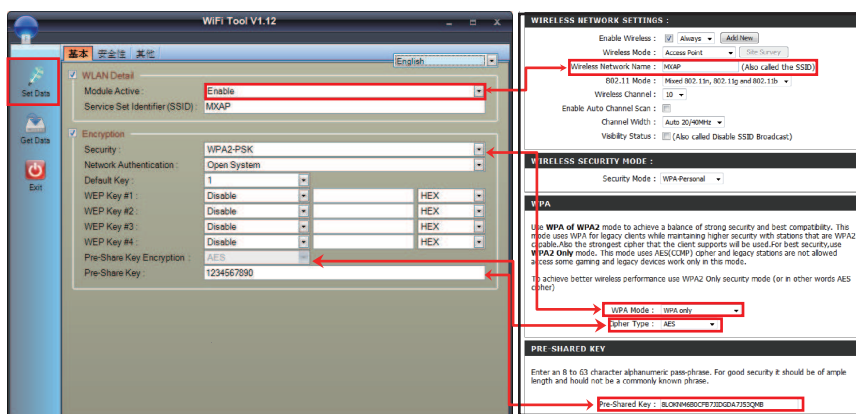 WiFi Tool V1.12
基本 安全性 其他
English
Set Data
Get Data
Exit
WLAN Detail
Module Active : Enable
Service Set Identifier (SSID) : MXAP
Encryption
Security : WPA2-PSK
Network Authentication : Open System
Default Key : 1
WEP Key #1 : Disable HEX
WEP Key #2 : Disable HEX
WEP Key #3 : Disable HEX
WEP Key #4 : Disable HEX
Pre-Share Key Encryption : AES
Pre-Share Key : 1234567890
WIRELESS NETWORK SETTINGS :
Enable Wireless : Always Add New
Wireless Mode : Access Point Site Survey
Wireless Network Name : MXAP (Also called the SSID)
802.11 Mode : Mixed 802.11n, 802.11g and 802.11b
Wireless Channel : 10
Enable Auto Channel Scan :
Channel Width : Auto 20/40MHz
Visibility Status : (Also called Disable SSID Broadcast)
WIRELESS SECURITY MODE :
Security Mode : WPA-Personal
WPA
Use WPA of WPA2 mode to achieve a balance of strong security and best compatibility. This
mode uses WPA for legacy clients while maintaining higher security with stations that are WPA2
capable.Also the strongest cipher that the client supports will be used.For best security,use
WPA2 Only mode. This mode uses AES(COMP) cipher and legacy stations are not allowed
access some gaming and legacy devices work only in this mode.
To achieve better wireless performance use WPA2 Only security mode (or in other words AES
cipher)
WPA Mode : WPA only
Cipher Type : AES
PRE-SHARED KEY
Enter an 8 to 63 character alphanumeric pass-phrase. For good security it should be of ample
length and hould not be a commonly known phrase.
Pre-Shared Key :